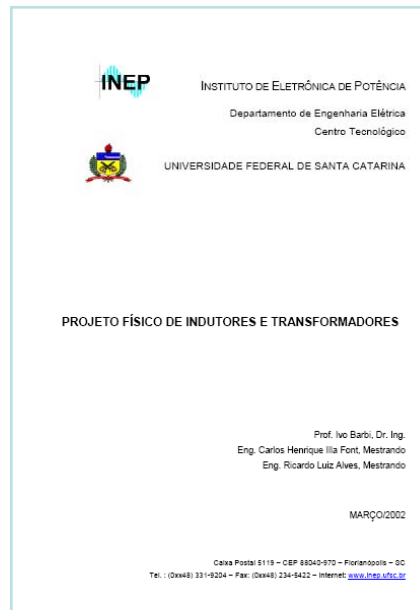 INEP
INSTITUTO DE ELETRÔNICA DE POTÊNCIA
Departamento de Engenharia Elétrica
Centro Tecnológico
UNIVERSIDADE FEDERAL DE SANTA CATARINA
PROJETO FÍSICO DE INDUTORES E TRANSFORMADORES
Prof. Ivo Barbi, Dr. Ing.
Eng. Carlos Henrique Illa Font, Mestrando
Eng. Ricardo Luiz Alves, Mestrando
MARÇO/2002
Caixa Postal 5119 – CEP 88040-970 – Florianópolis – SC
Tel. : (0xx48) 331-9204 – Fax: (0xx48) 234-5422 – Internet: www.inep.ufsc.br